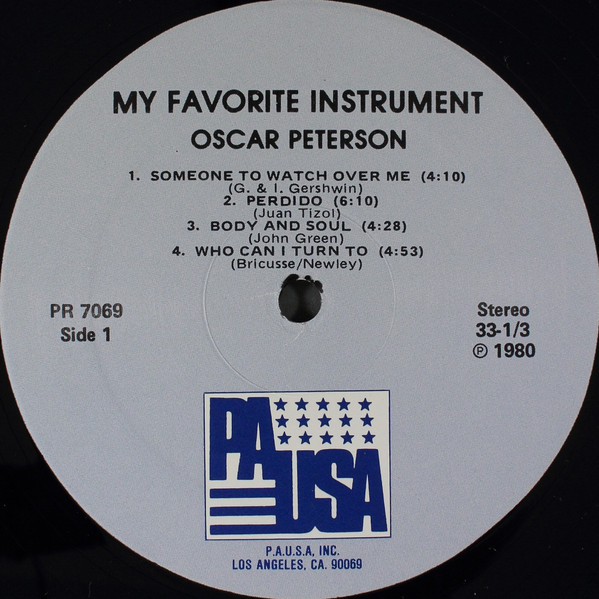 MY FAVORITE INSTRUMENT
OSCAR PETERSON
1. SOMEONE TO WATCH OVER ME (4:10)
(G. & I. Gershwin)
2. PERDIDO (6:10)
(Juan Tizol)
3. BODY AND SOUL (4:28)
(John Green)
4. WHO CAN I TURN TO (4:53)
(Bricusse/Newley)
PR 7069
Side 1
Stereo
33-1/3
℗ 1980
PAUSA
P.A.U.S.A, INC.
LOS ANGELES, CA. 90069